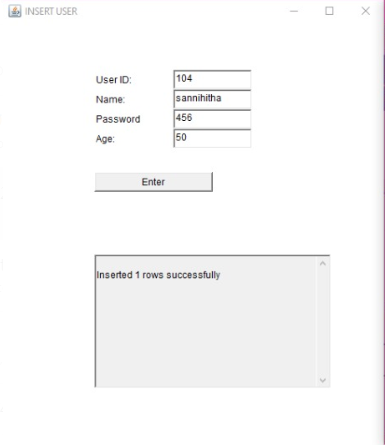 INSERT USER
User ID: 104
Name: sannihitha
Password 456
Age: 50
Enter
Inserted 1 rows successfully